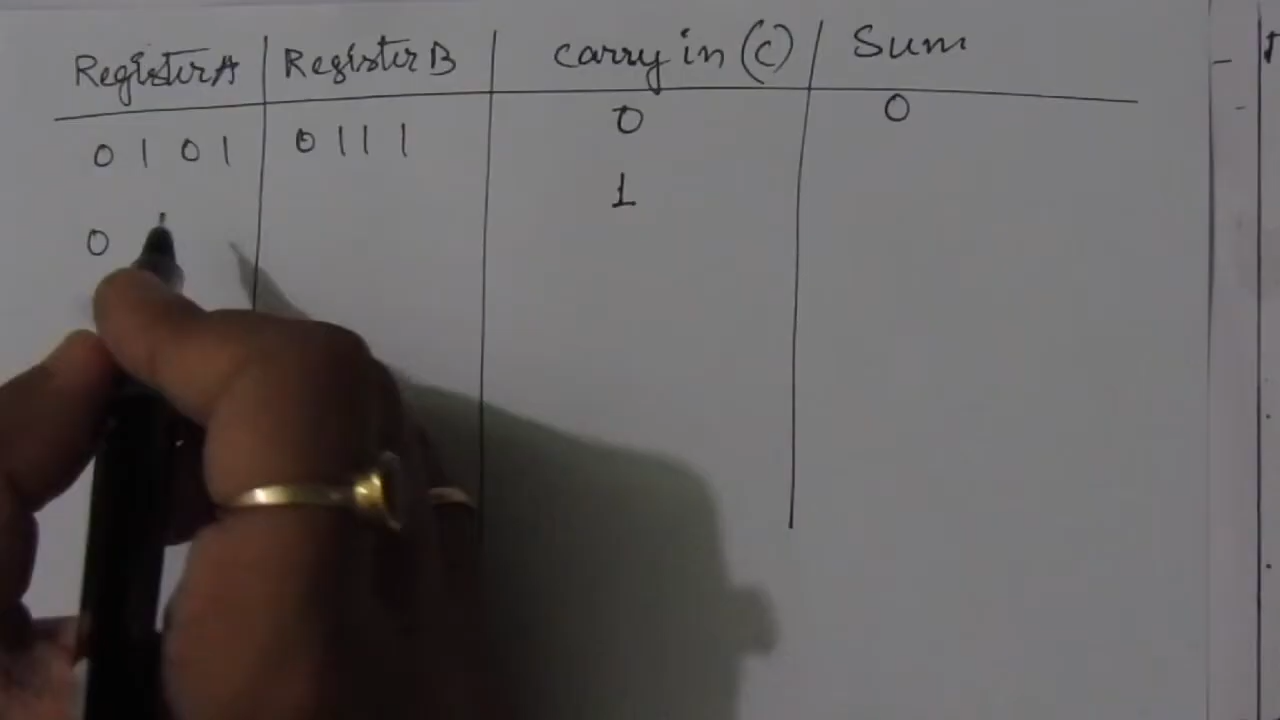 Register A Register B Carry in (C) Sum
0 1 0 1 0 1 1 1 0 0
1
0